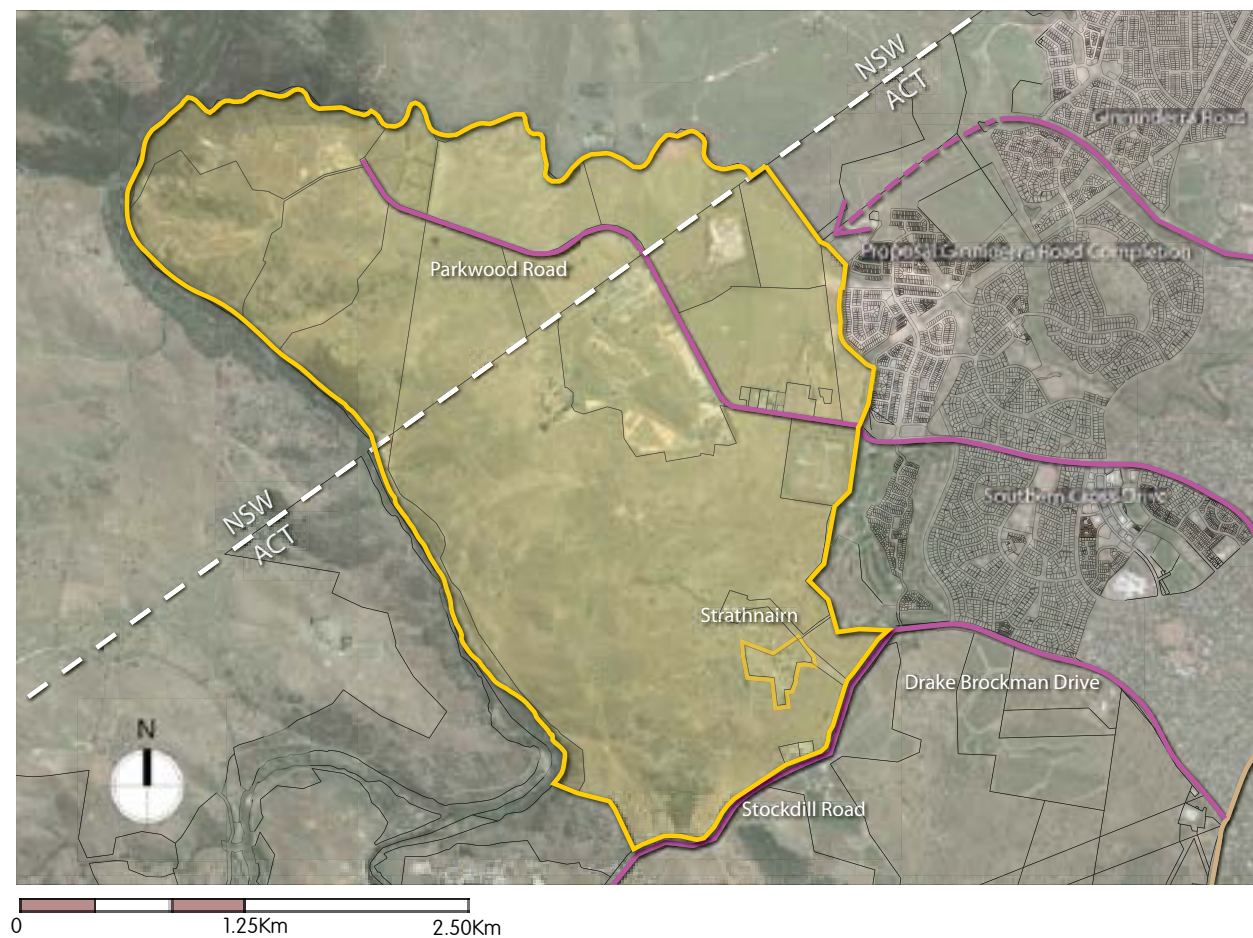 NSW
ACT
Ginninderra Road
Proposal Ginninderra Road Completion
Parkwood Road
Southern Cross Drive
NSW
ACT
Strathnairn
Drake Brockman Drive
N
Stockdill Road
0
1.25Km
2.50Km